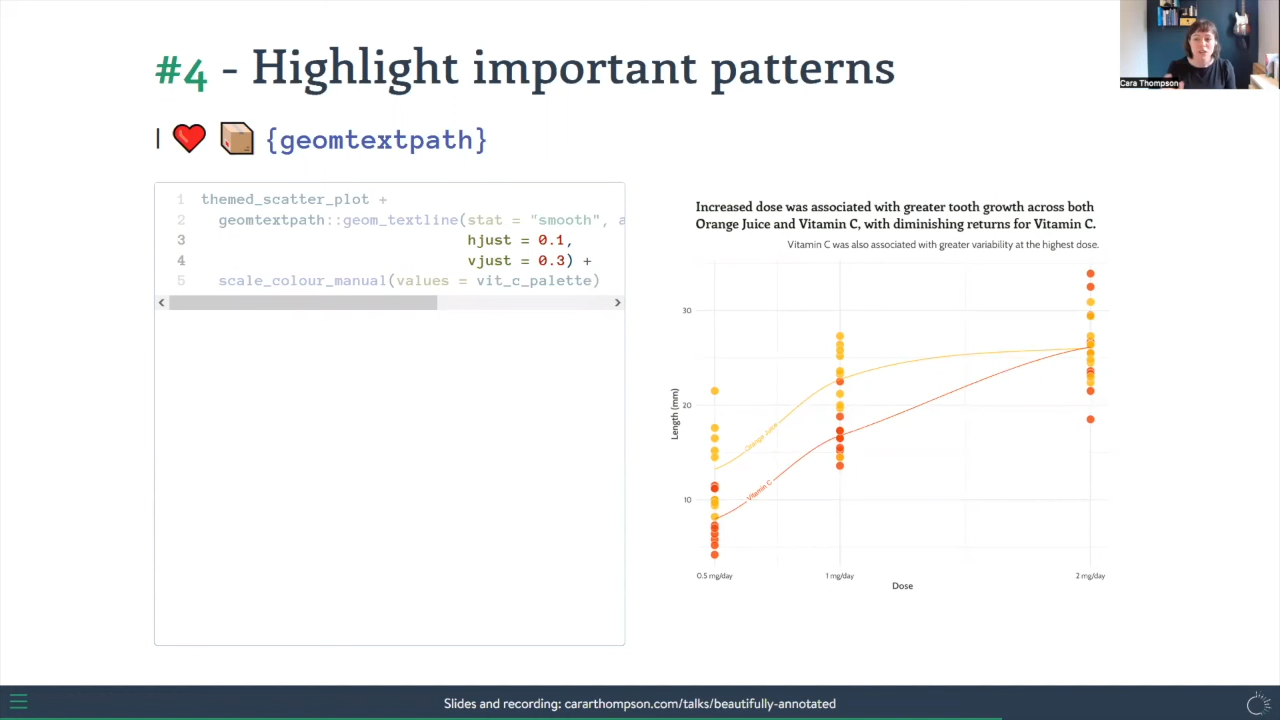 #4 - Highlight important patterns
Cara Thompson
I ❤️ 📦 {geomtextpath}
1 themed_scatter_plot +
2 geomtextpath::geom_textline(stat = "smooth", a
3 hjust = 0.1,
4 vjust = 0.3) +
5 scale_colour_manual(values = vit_c_palette)
Increased dose was associated with greater tooth growth across both
Orange Juice and Vitamin C, with diminishing returns for Vitamin C.
Vitamin C was also associated with greater variability at the highest dose.
30
20
10
Length (mm)
Orange Juice
Vitamin C
0.5 mg/day
1 mg/day
2 mg/day
Dose
Slides and recording: cararthompson.com/talks/beautifully-annotated